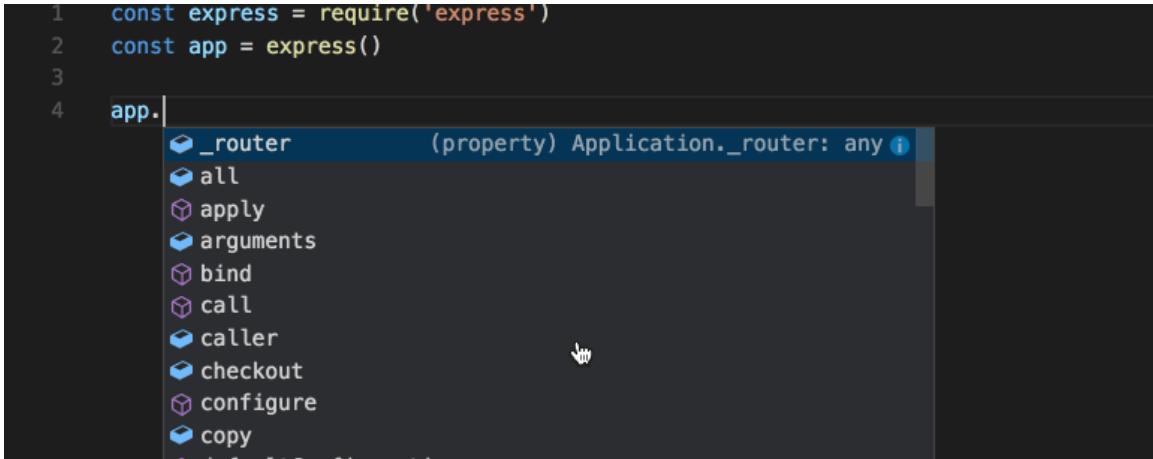 1 const express = require('express')
2 const app = express()
3
4 app.
_router (property) Application._router: any
all
apply
arguments
bind
call
caller
checkout
configure
copy